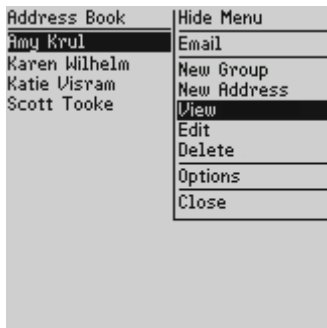 Address Book
Amy Krul
Karen Wilhelm
Katie Visram
Scott Tooke
Hide Menu
Email
New Group
New Address
View
Edit
Delete
Options
Close